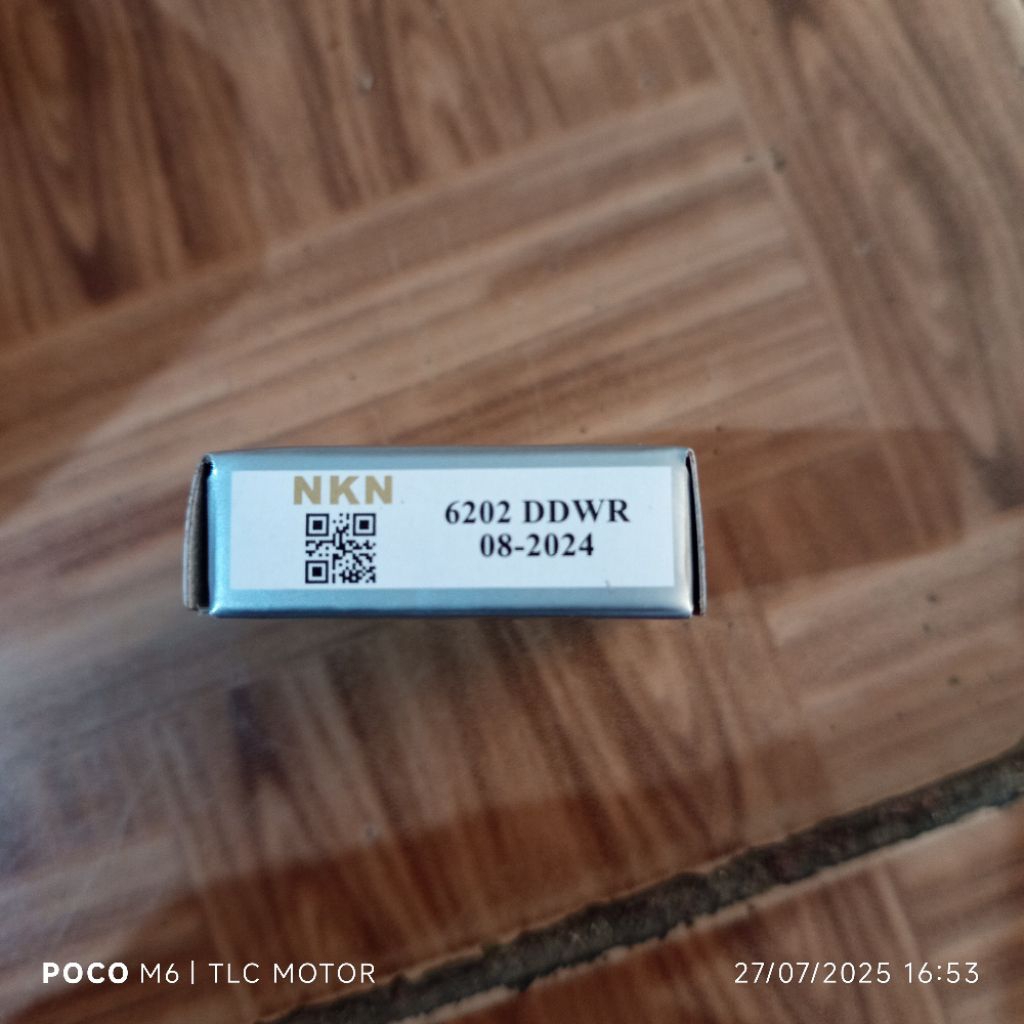 NKN
6202 DDWR
08-2024
POCO M6 | TLC MOTOR
27/07/2025 16:53